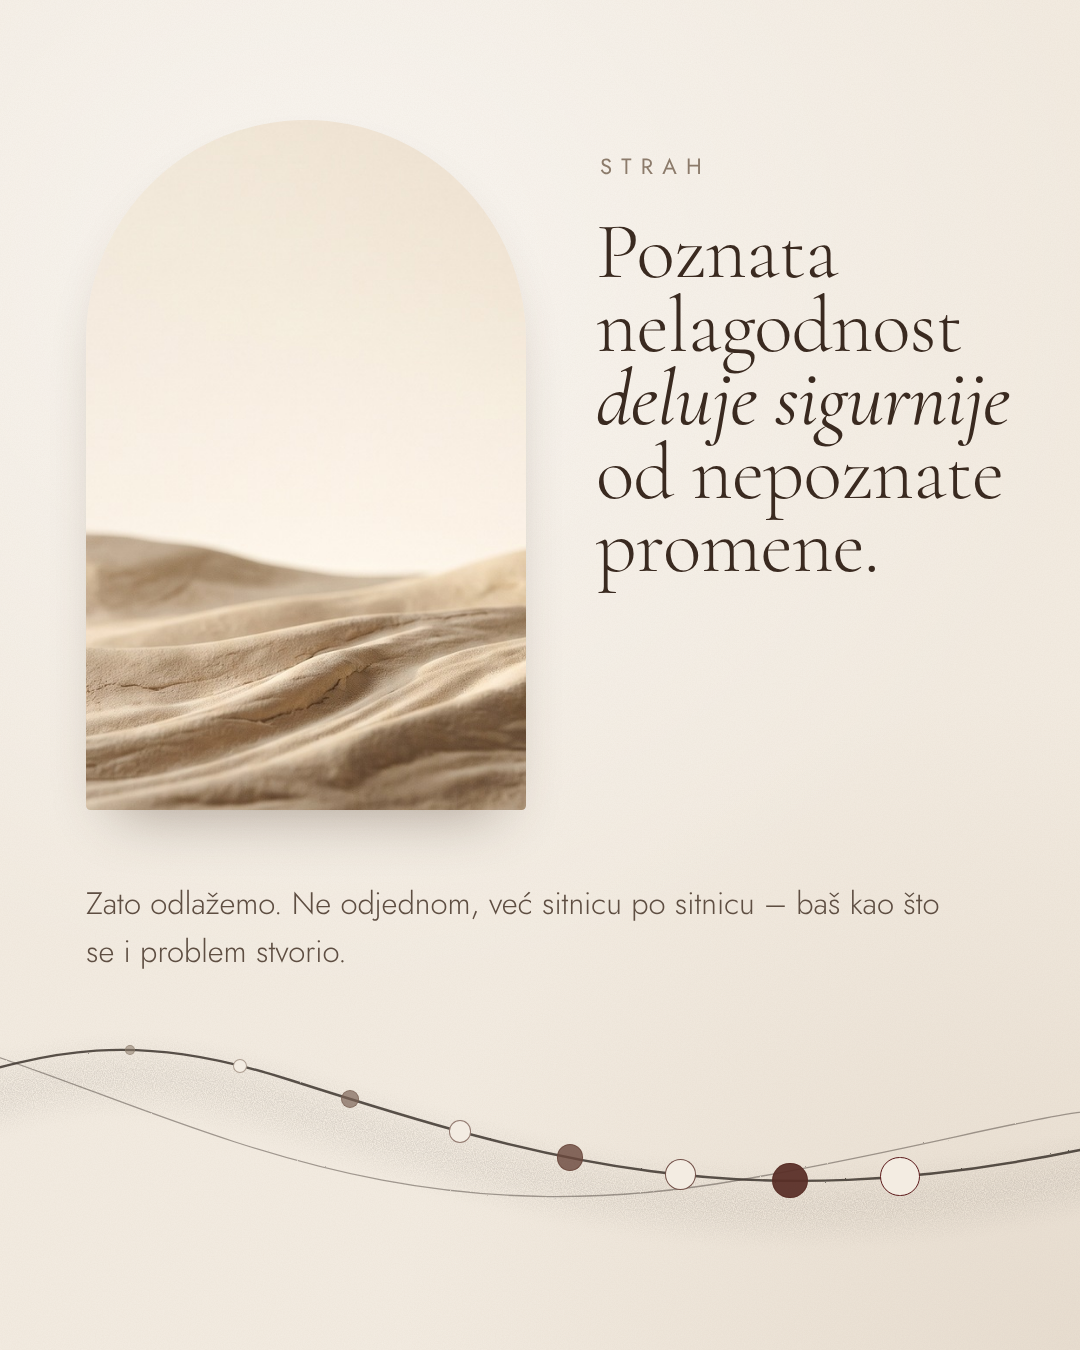 STRAH
Poznata
nelagodnost
deluje sigurnije
od nepoznate
promene.
Zato odlažemo. Ne odjednom, već sitnicu po sitnicu – baš kao što
se i problem stvorio.